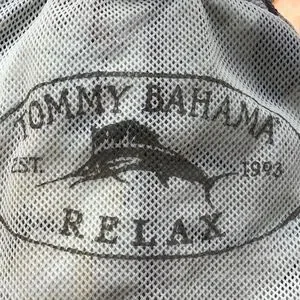 TOMMY BAHAMA
EST. 1993
RELAX